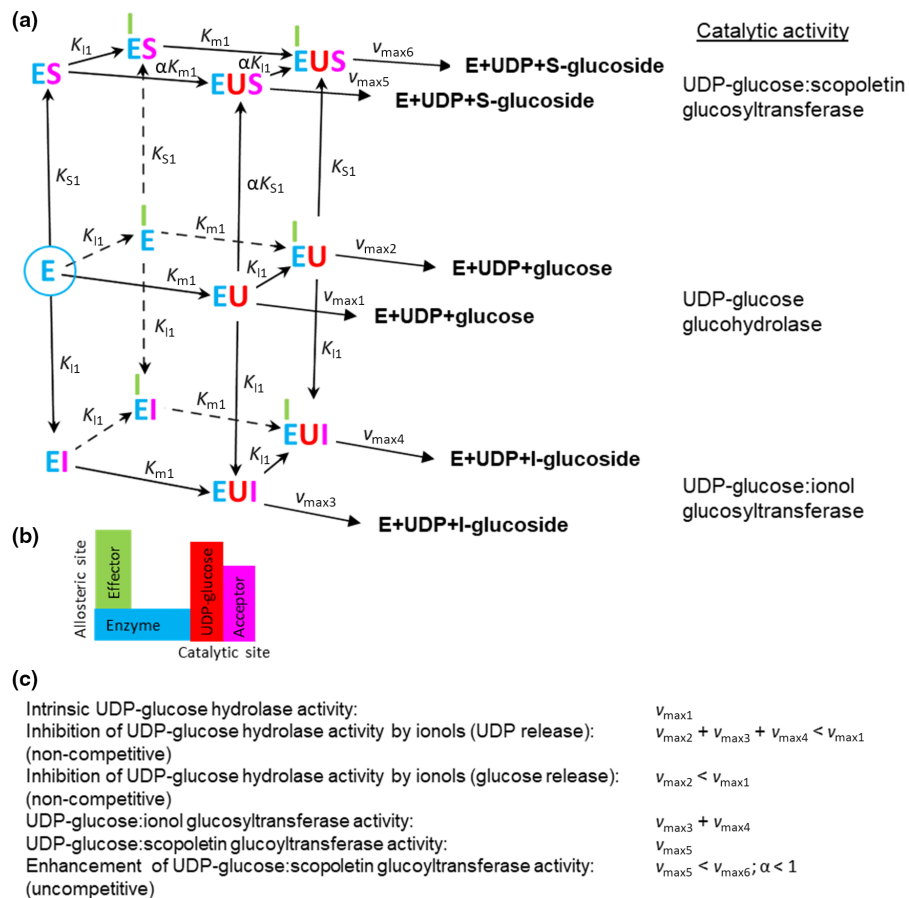 (a)
Catalytic activity
I
ES
K_I1
ES
K_m1
I
EUS
v_max6
E+UDP+S-glucoside
αK_m1
EUS
αK_I1
v_max5
E+UDP+S-glucoside
UDP-glucose:scopoletin
glucosyltransferase
K_S1
K_S1
αK_S1
K_S1
I
E
K_I1
E
K_m1
I
EU
v_max2
E+UDP+glucose
K_m1
EU
K_I1
v_max1
E+UDP+glucose
UDP-glucose
glucohydrolase
K_I1
K_I1
K_I1
K_I1
I
EI
K_I1
EI
K_m1
I
EUI
v_max4
E+UDP+I-glucoside
K_m1
EUI
K_I1
v_max3
E+UDP+I-glucoside
UDP-glucose:ionol
glucosyltransferase
(b)
Allosteric site
Effector
Enzyme
UDP-glucose
Acceptor
Catalytic site
(c)
Intrinsic UDP-glucose hydrolase activity: v_max1
Inhibition of UDP-glucose hydrolase activity by ionols (UDP release): v_max2 + v_max3 + v_max4 < v_max1
(non-competitive)
Inhibition of UDP-glucose hydrolase activity by ionols (glucose release): v_max2 < v_max1
(non-competitive)
UDP-glucose:ionol glucosyltransferase activity: v_max3 + v_max4
UDP-glucose:scopoletin glucoyltransferase activity: v_max5
Enhancement of UDP-glucose:scopoletin glucoyltransferase activity: v_max5 < v_max6; α < 1
(uncompetitive)